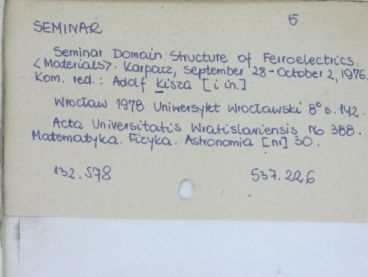 5
SEMINAR
Seminar Domain Structure of Ferroelectrics.
<Materials>. Karpacz, September 28-October 2, 1976.
Kom. red.: Adolf Kisza [i in.]
Wrocław 1978 Uniwersytet Wrocławski 8° s. 142.
Acta Universitatis Wratislaviensis No 388.
Matematyka. Fizyka. Astronomia [nr] 30.
132.578 537.226